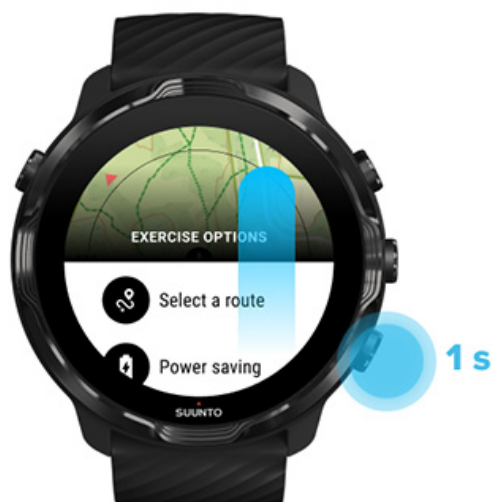 EXERCISE OPTIONS
Select a route
Power saving
SUUNTO
1 s